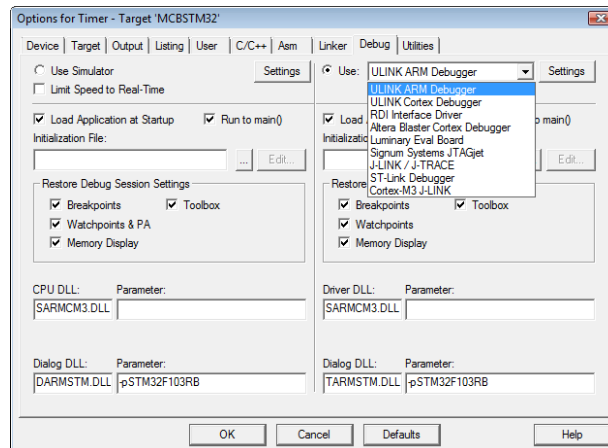 Options for Timer - Target 'MCBSTM32'
Device Target Output Listing User C/C++ Asm Linker Debug Utilities
Use Simulator Settings
Limit Speed to Real-Time
Use: ULINK ARM Debugger Settings
ULINK ARM Debugger
ULINK Cortex Debugger
RDI Interface Driver
Altera Blaster Cortex Debugger
Luminary Eval Board
Signum Systems JTAGjet
J-LINK / J-TRACE
ST-Link Debugger
Cortex-M3 J-LINK
Load Application at Startup Run to main()
Initialization File:
... Edit...
Restore Debug Session Settings
Breakpoints Toolbox
Watchpoints & PA
Memory Display
Load main()
Edit...
Breakpoints Toolbox
Watchpoints
Memory Display
CPU DLL: Parameter:
SARMCM3.DLL
Driver DLL: Parameter:
SARMCM3.DLL
Dialog DLL: Parameter:
DARMSTM.DLL -pSTM32F103RB
Dialog DLL: Parameter:
TARMSTM.DLL -pSTM32F103RB
OK Cancel Defaults Help